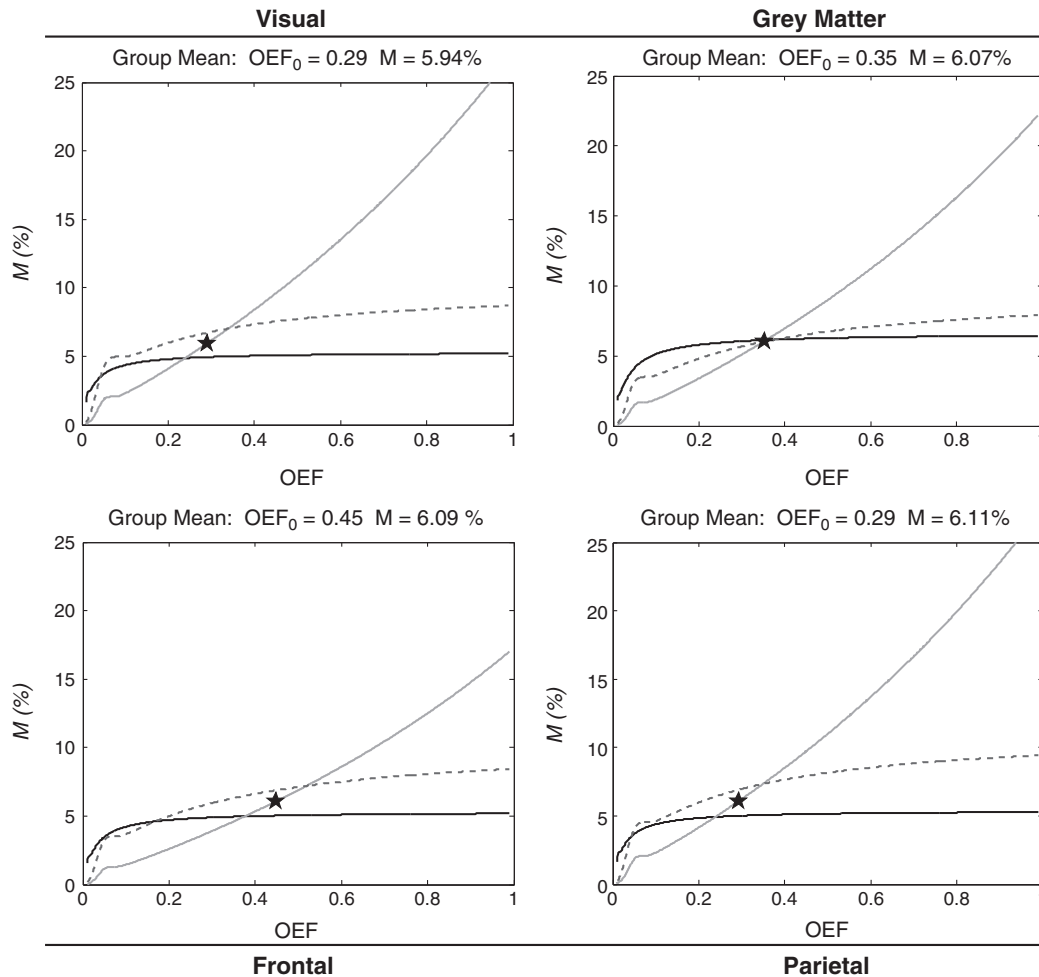 Visual Grey Matter
Group Mean: OEF0 = 0.29 M = 5.94% Group Mean: OEF0 = 0.35 M = 6.07%
25 25
20 20
15 15
M (%) M (%)
10 10
5 5
0 0
0 0.2 0.4 0.6 0.8 1 0 0.2 0.4 0.6 0.8 1
OEF OEF
Group Mean: OEF0 = 0.45 M = 6.09 % Group Mean: OEF0 = 0.29 M = 6.11%
25 25
20 20
15 15
M (%) M (%)
10 10
5 5
0 0
0 0.2 0.4 0.6 0.8 1 0 0.2 0.4 0.6 0.8 1
OEF OEF
Frontal Parietal